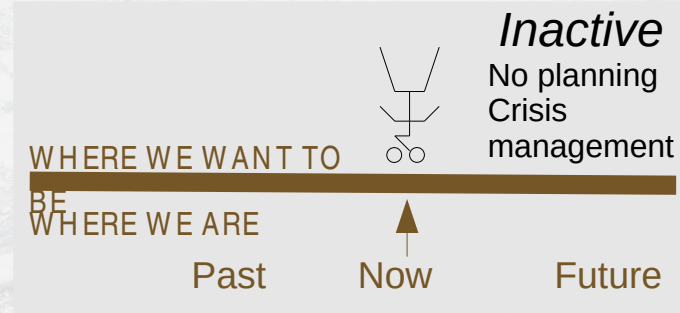 Inactive
No planning
Crisis
management
WHERE WE WANT TO
BE
WHERE WE ARE
Past Now Future